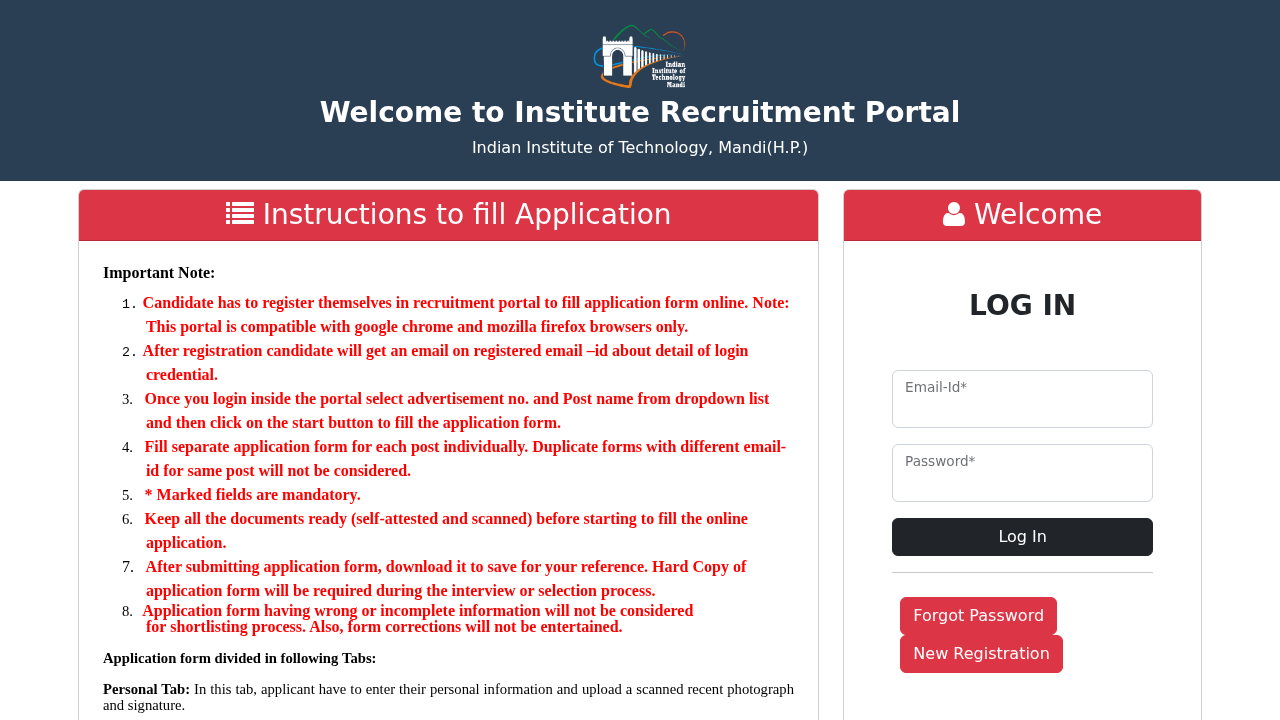 Indian
Institute of
Technology
Mandi
Welcome to Institute Recruitment Portal
Indian Institute of Technology, Mandi(H.P.)
Instructions to fill Application
Important Note:
1. Candidate has to register themselves in recruitment portal to fill application form online. Note:
This portal is compatible with google chrome and mozilla firefox browsers only.
2. After registration candidate will get an email on registered email –id about detail of login
credential.
3. Once you login inside the portal select advertisement no. and Post name from dropdown list
and then click on the start button to fill the application form.
4. Fill separate application form for each post individually. Duplicate forms with different email-
id for same post will not be considered.
5. * Marked fields are mandatory.
6. Keep all the documents ready (self-attested and scanned) before starting to fill the online
application.
7. After submitting application form, download it to save for your reference. Hard Copy of
application form will be required during the interview or selection process.
8. Application form having wrong or incomplete information will not be considered
for shortlisting process. Also, form corrections will not be entertained.
Application form divided in following Tabs:
Personal Tab: In this tab, applicant have to enter their personal information and upload a scanned recent photograph
and signature.
Welcome
LOG IN
Email-Id*
Password*
Log In
Forgot Password
New Registration